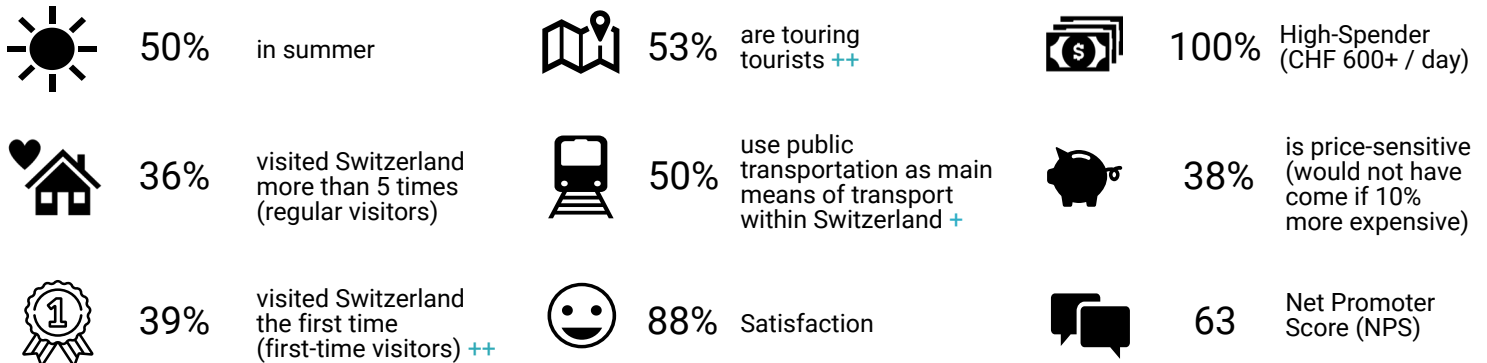 50%
in summer
53%
are touring
tourists ++
100%
High-Spender
(CHF 600+ / day)
36%
visited Switzerland
more than 5 times
(regular visitors)
50%
use public
transportation as main
means of transport
within Switzerland +
38%
is price-sensitive
(would not have
come if 10%
more expensive)
1
39%
visited Switzerland
the first time
(first-time visitors) ++
88%
Satisfaction
63
Net Promoter
Score (NPS)